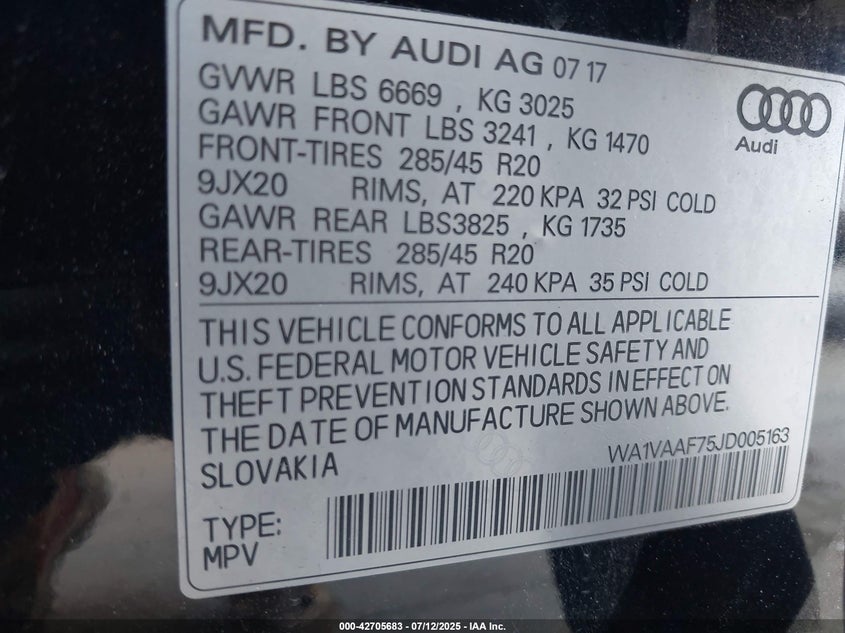 MFD. BY AUDI AG 07 17
GVWR LBS 6669 , KG 3025
GAWR FRONT LBS 3241 , KG 1470
FRONT-TIRES 285/45 R20
9JX20 RIMS, AT 220 KPA 32 PSI COLD
GAWR REAR LBS3825 , KG 1735
REAR-TIRES 285/45 R20
9JX20 RIMS, AT 240 KPA 35 PSI COLD
Audi
THIS VEHICLE CONFORMS TO ALL APPLICABLE
U.S. FEDERAL MOTOR VEHICLE SAFETY AND
THEFT PREVENTION STANDARDS IN EFFECT ON
THE DATE OF MANUFACTURE SHOWN ABOVE.
SLOVAKIA
WA1VAAF75JD005163
TYPE:
MPV
000-42705683 - 07/12/2025 - IAA Inc.